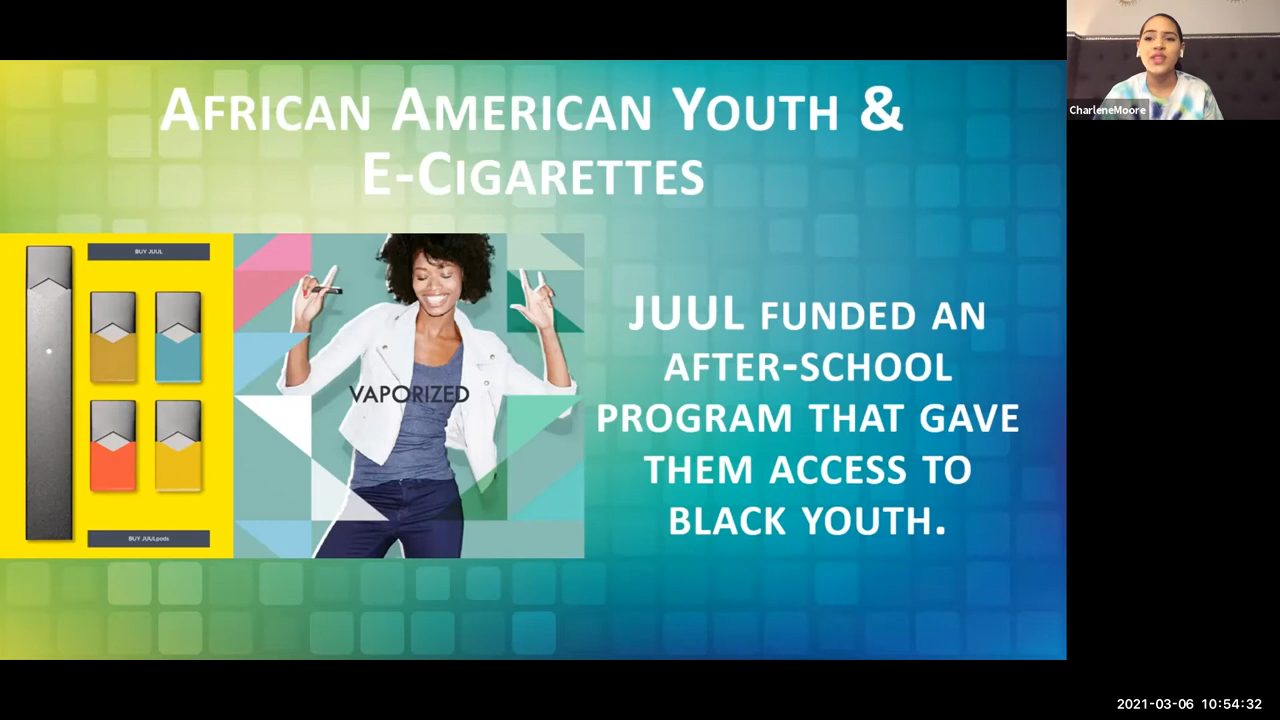 AFRICAN AMERICAN YOUTH &
E-CIGARETTES
BUY JUUL
VAPORIZED
BUY JUULpods
JUUL FUNDED AN
AFTER-SCHOOL
PROGRAM THAT GAVE
THEM ACCESS TO
BLACK YOUTH.
CharleneMoore
2021-03-06 10:54:32